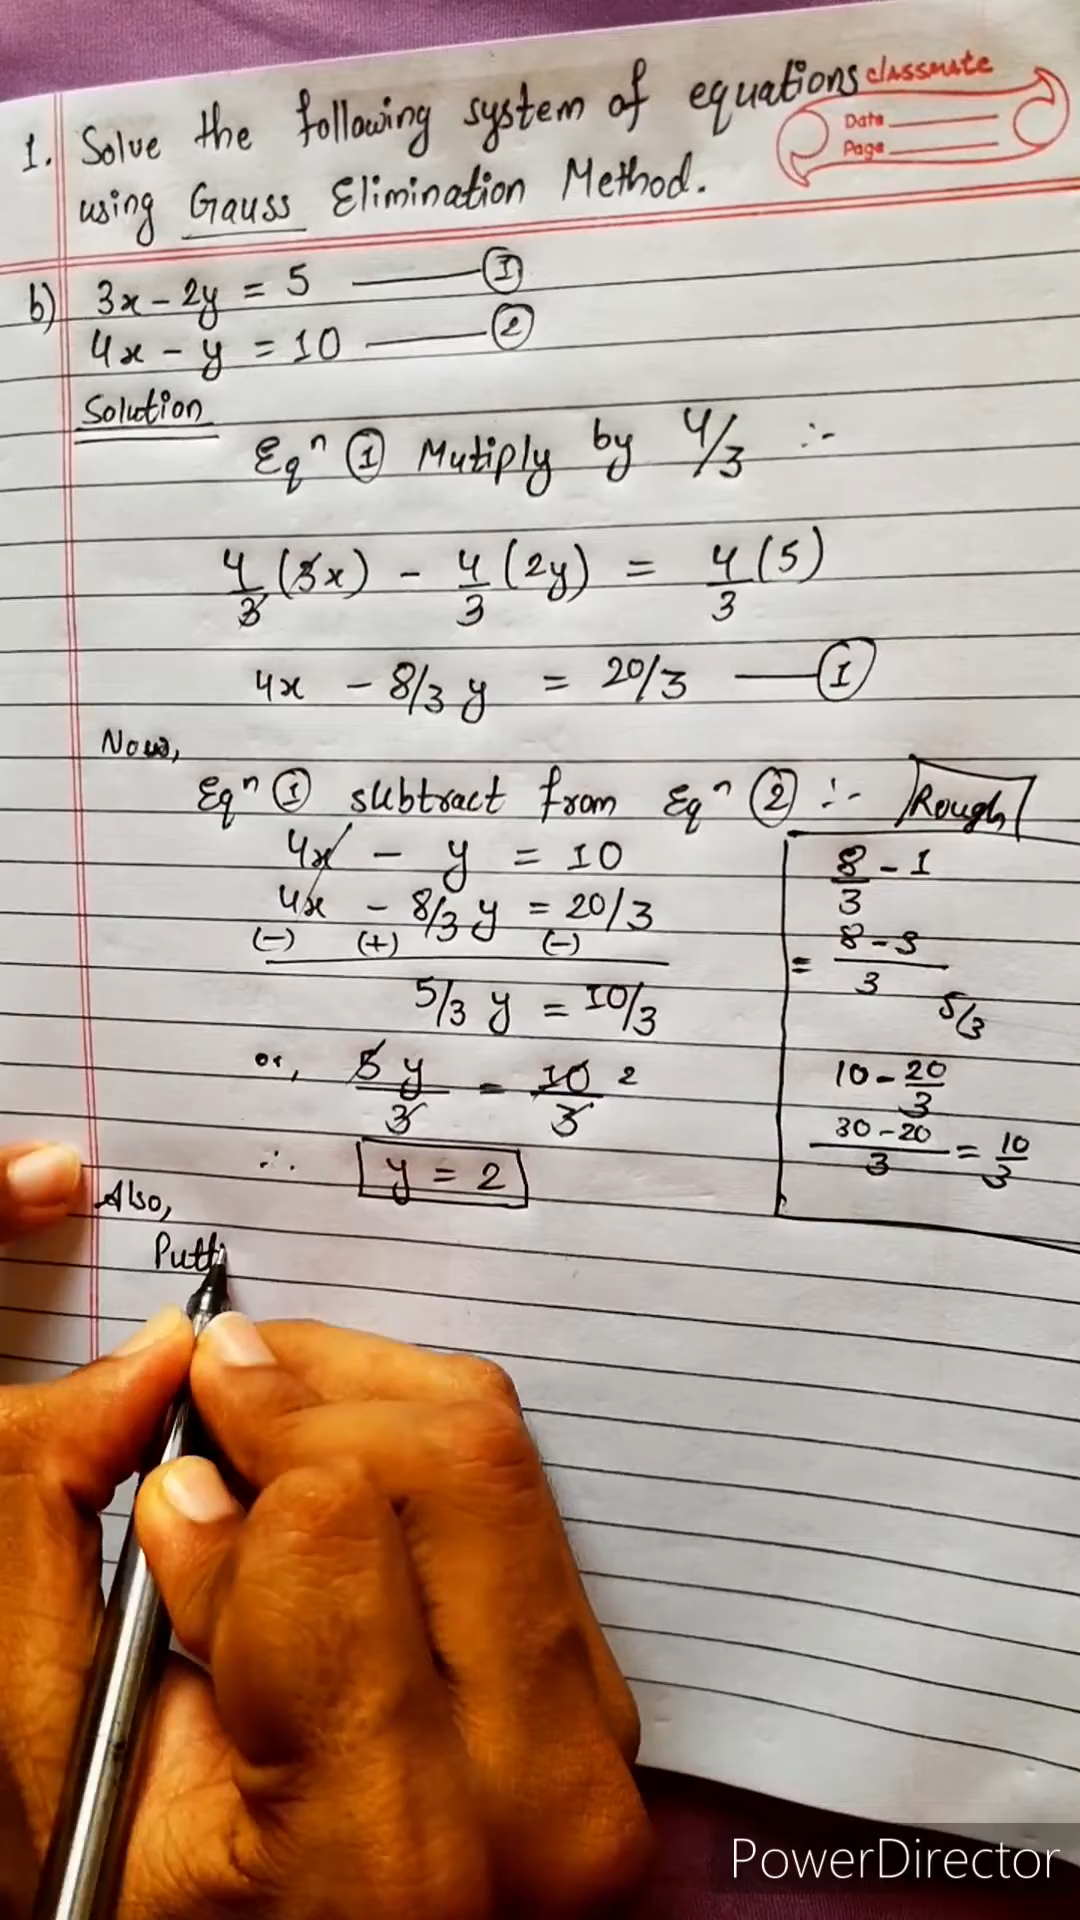 classmate
Date
Page
1. Solve the following system of equations
using Gauss Elimination Method.
b) 3x - 2y = 5 —— ①
4x - y = 10 —— ②
Solution
Eqⁿ ① Mutiply by 4/3 :-
4/3 (3x) - 4/3 (2y) = 4/3 (5)
4x - 8/3 y = 20/3 —— ①
Now,
Eqⁿ ① subtract from Eqⁿ ② :-
4x - y = 10
4x - 8/3 y = 20/3
(-) (+) (-)
5/3 y = 10/3
or, 5y/3 = 10/3 2
∴ y = 2
Also,
Putti
Rough
8/3 - 1
= 8-3/3
5/3
10 - 20/3
30-20/3 = 10/3
PowerDirector